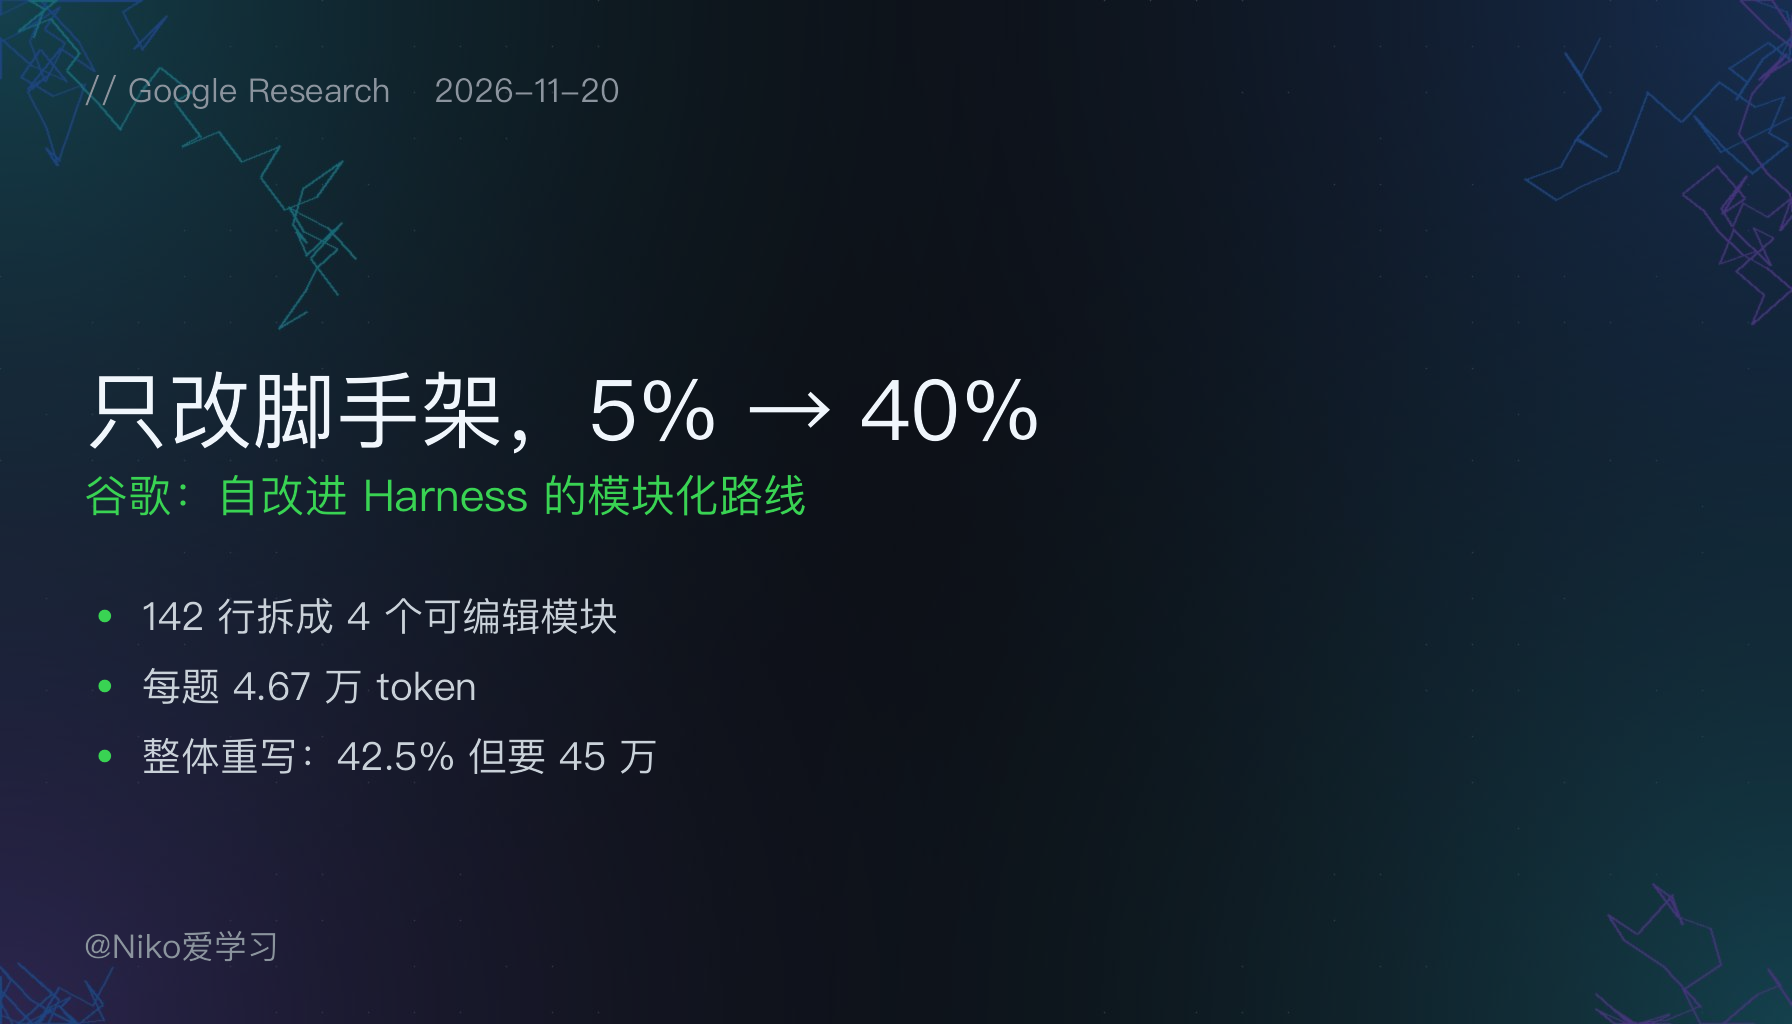 // Google Research 2026-11-20
只改脚手架，5% → 40%
谷歌：自改进 Harness 的模块化路线
• 142 行拆成 4 个可编辑模块
• 每题 4.67 万 token
• 整体重写：42.5% 但要 45 万
@Niko爱学习